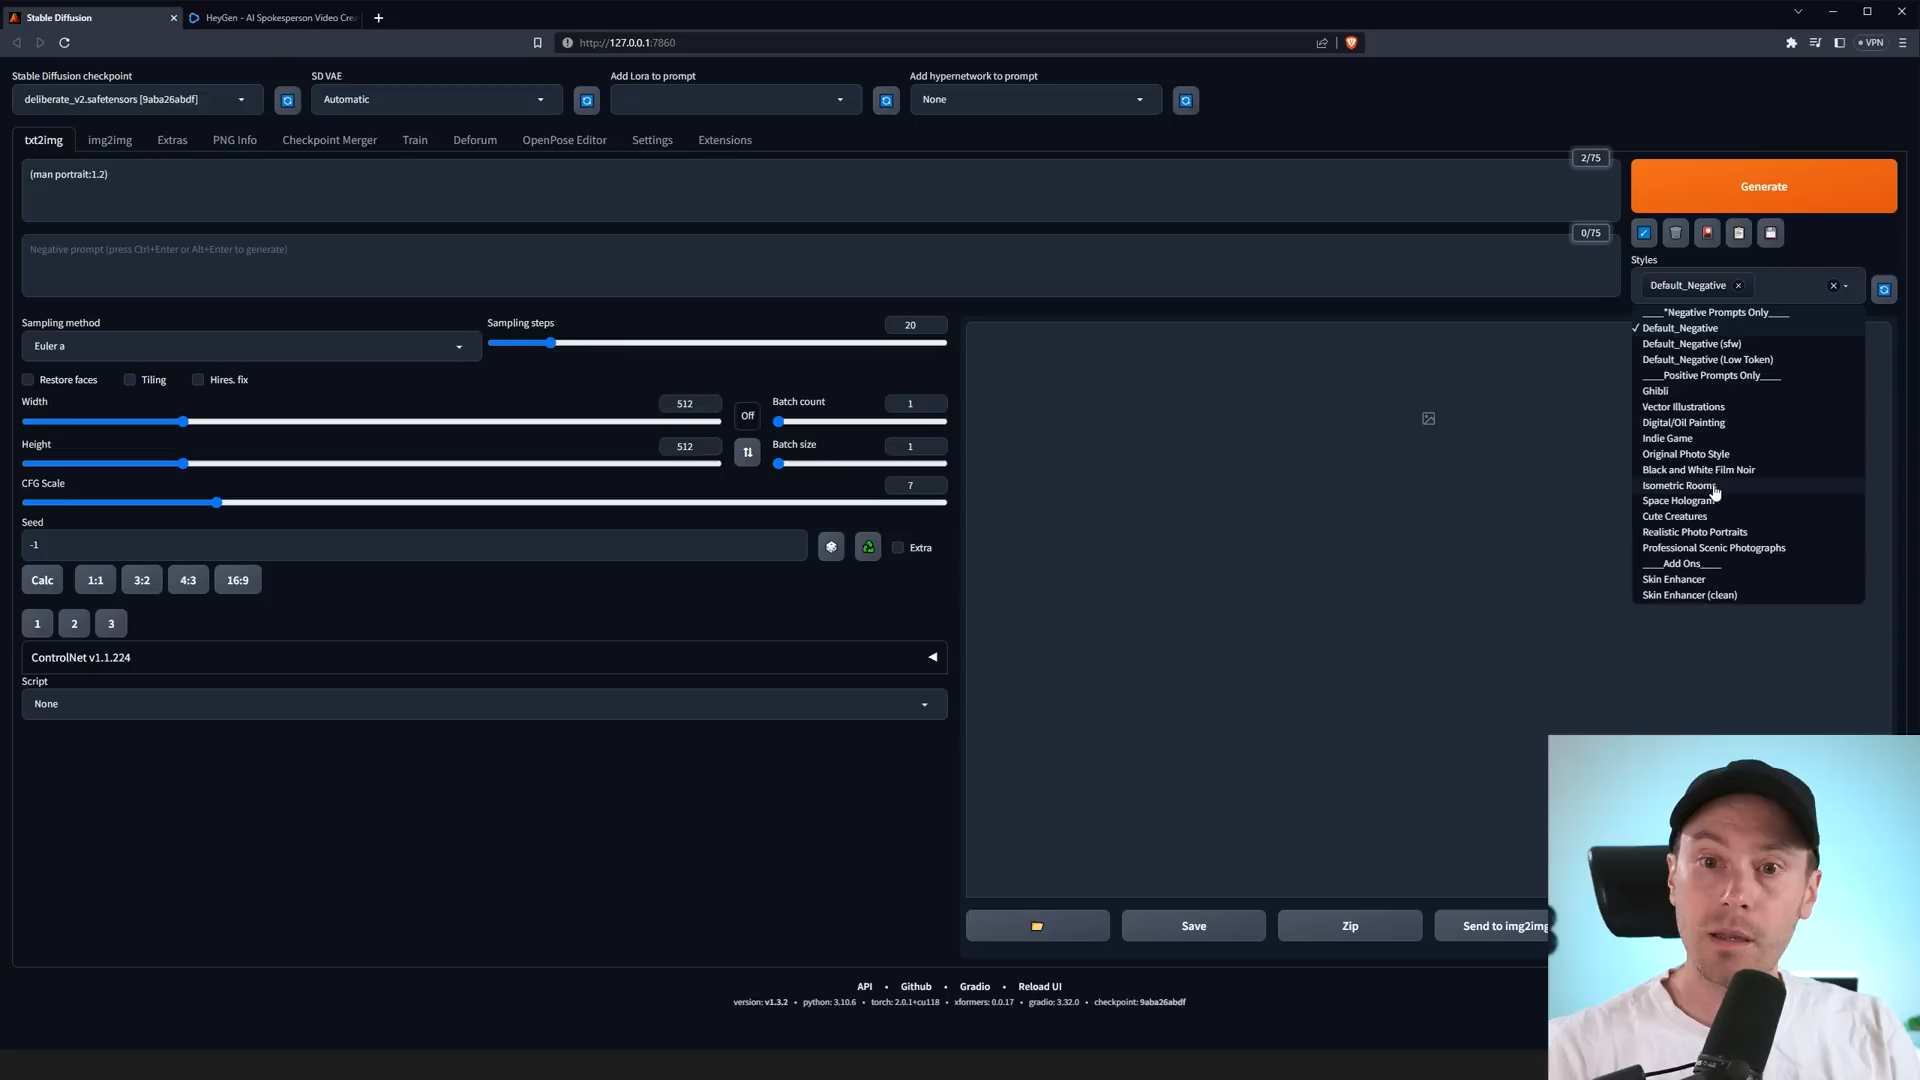 Stable Diffusion
HeyGen - AI Spokesperson Video Crea
http://127.0.0.1:7860
VPN
Stable Diffusion checkpoint
SD VAE
Add Lora to prompt
Add hypernetwork to prompt
deliberate_v2.safetensors [9aba26abdf]
Automatic
None
txt2img
img2img
Extras
PNG Info
Checkpoint Merger
Train
Deforum
OpenPose Editor
Settings
Extensions
(man portrait:1.2)
2/75
Generate
Negative prompt (press Ctrl+Enter or Alt+Enter to generate)
0/75
Styles
Default_Negative
____*Negative Prompts Only____
✓ Default_Negative
Default_Negative (sfw)
Default_Negative (Low Token)
____Positive Prompts Only____
Ghibli
Vector Illustrations
Digital/Oil Painting
Indie Game
Original Photo Style
Black and White Film Noir
Isometric Rooms
Space Hologram
Cute Creatures
Realistic Photo Portraits
Professional Scenic Photographs
____Add Ons____
Skin Enhancer
Skin Enhancer (clean)
Sampling method
Euler a
Sampling steps
20
Restore faces
Tiling
Hires. fix
Width
512
Off
Batch count
1
Height
512
Batch size
1
CFG Scale
7
Seed
-1
Extra
Calc
1:1
3:2
4:3
16:9
1
2
3
ControlNet v1.1.224
Script
None
Save
Zip
Send to img2img
API • Github • Gradio • Reload UI
version: v1.3.2 • python: 3.10.6 • torch: 2.0.1+cu118 • xformers: 0.0.17 • gradio: 3.32.0 • checkpoint: 9aba26abdf